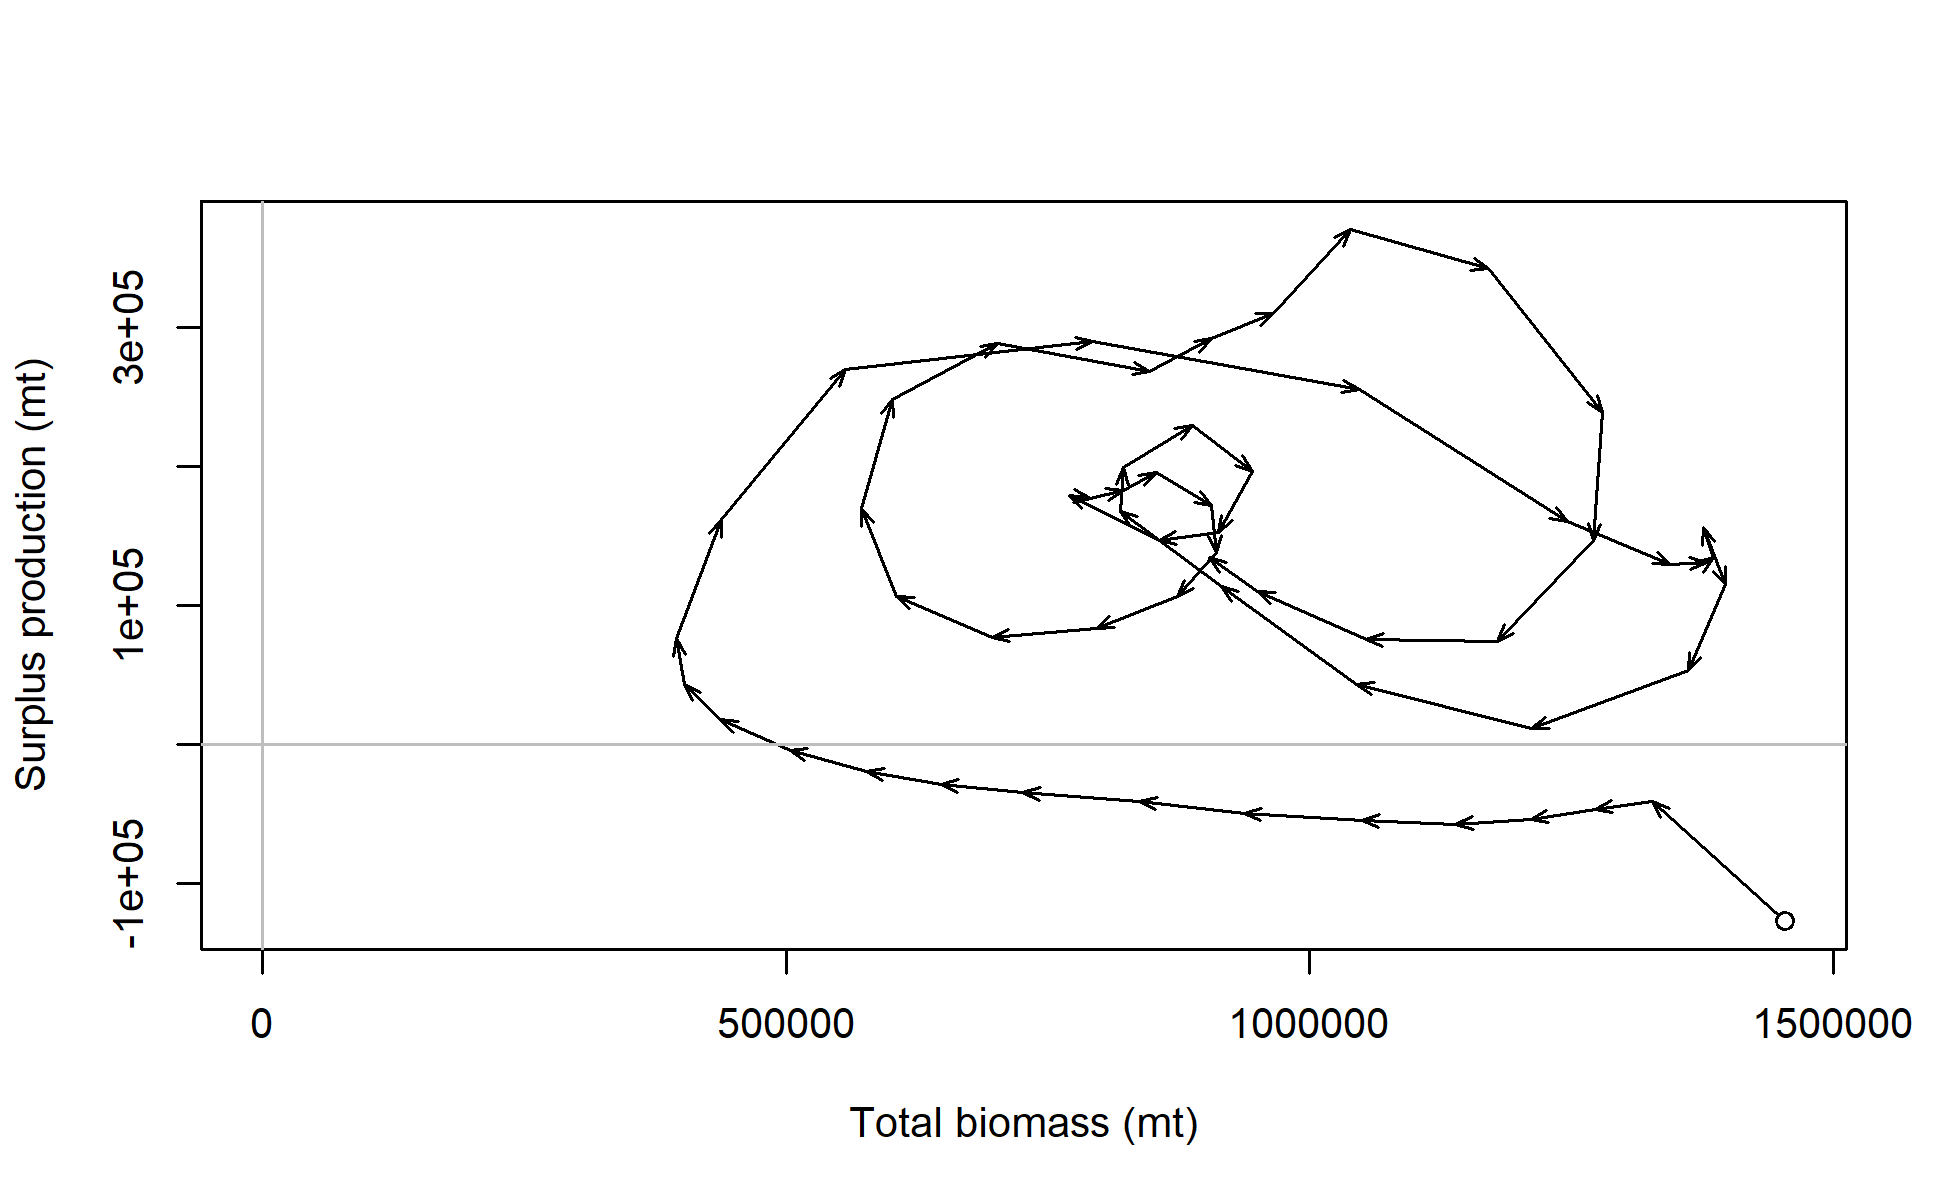 Surplus production (mt)
3e+05
1e+05
-1e+05
0 500000 1000000 1500000
Total biomass (mt)